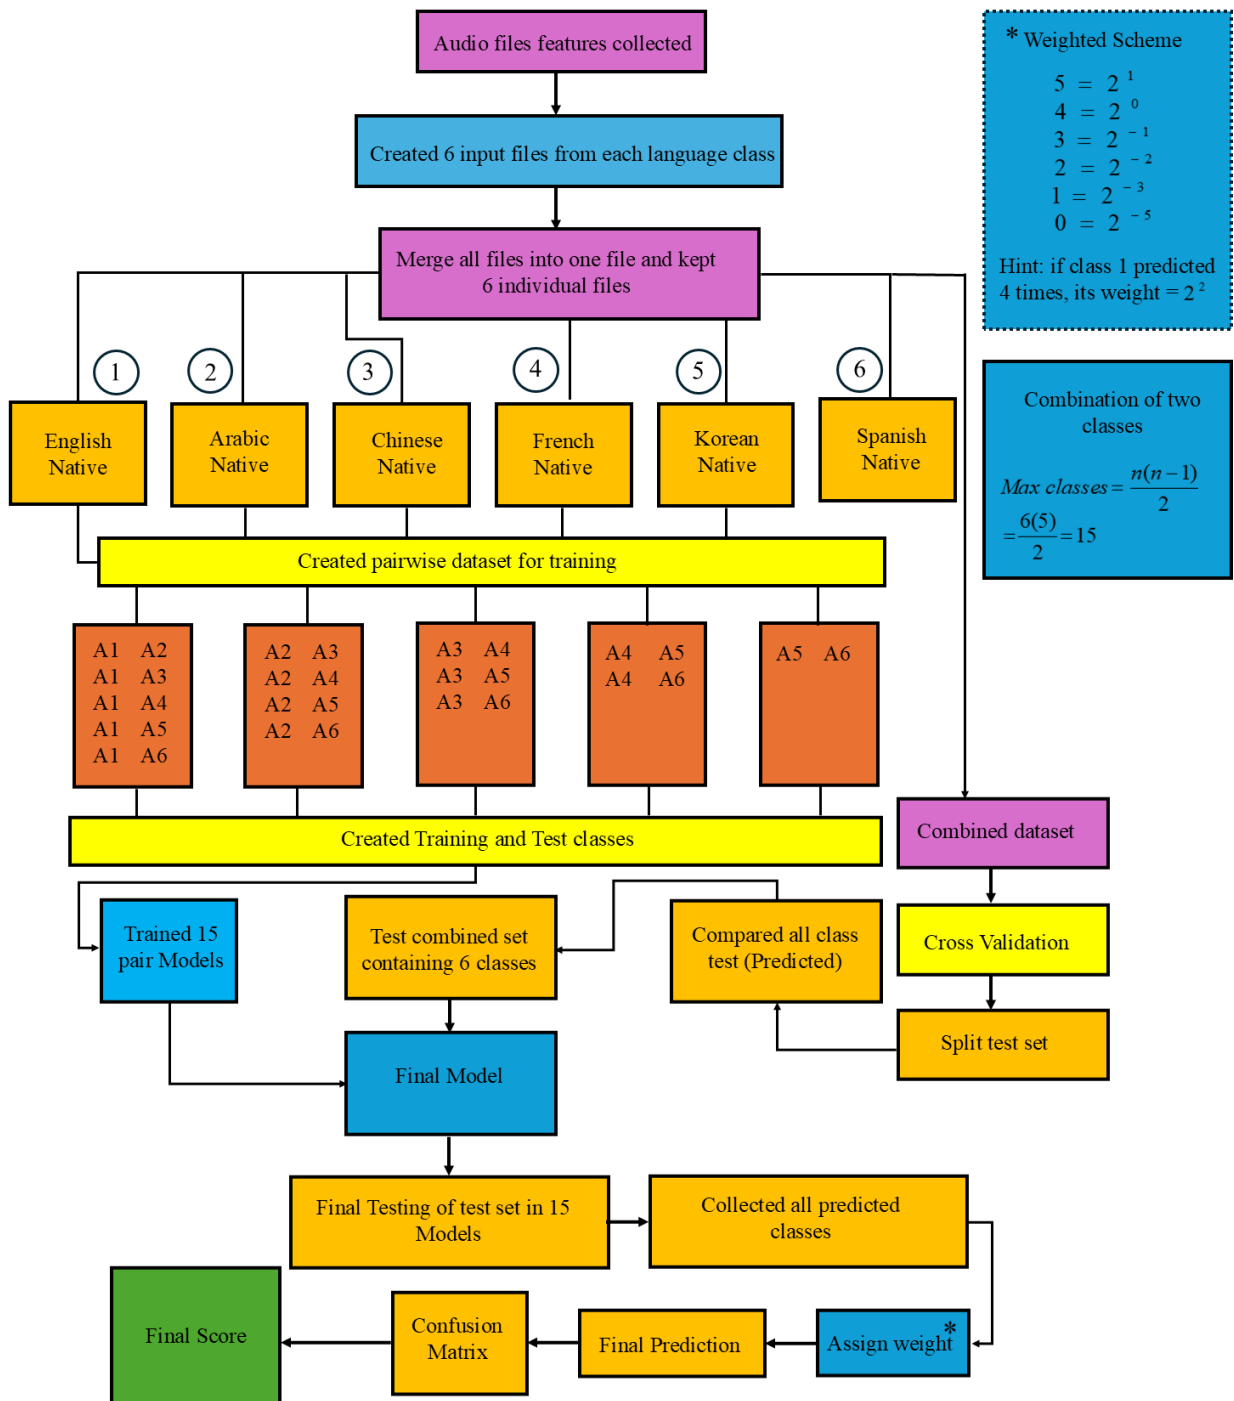 Audio files features collected
Created 6 input files from each language class
Merge all files into one file and kept
6 individual files
1
2
3
4
5
6
English
Native
Arabic
Native
Chinese
Native
French
Native
Korean
Native
Spanish
Native
Created pairwise dataset for training
A1 A2
A1 A3
A1 A4
A1 A5
A1 A6
A2 A3
A2 A4
A2 A5
A2 A6
A3 A4
A3 A5
A3 A6
A4 A5
A4 A6
A5 A6
Created Training and Test classes
Trained 15
pair Models
Test combined set
containing 6 classes
Compared all class
test (Predicted)
Combined dataset
Cross Validation
Split test set
Final Model
Final Testing of test set in 15
Models
Collected all predicted
classes
Assign weight*
Final Prediction
Confusion
Matrix
Final Score
* Weighted Scheme
5 = 2^1
4 = 2^0
3 = 2^-1
2 = 2^-2
1 = 2^-3
0 = 2^-5
Hint: if class 1 predicted
4 times, its weight = 2^2
Combination of two
classes
Max classes = n(n−1)/2
= 6(5)/2 = 15